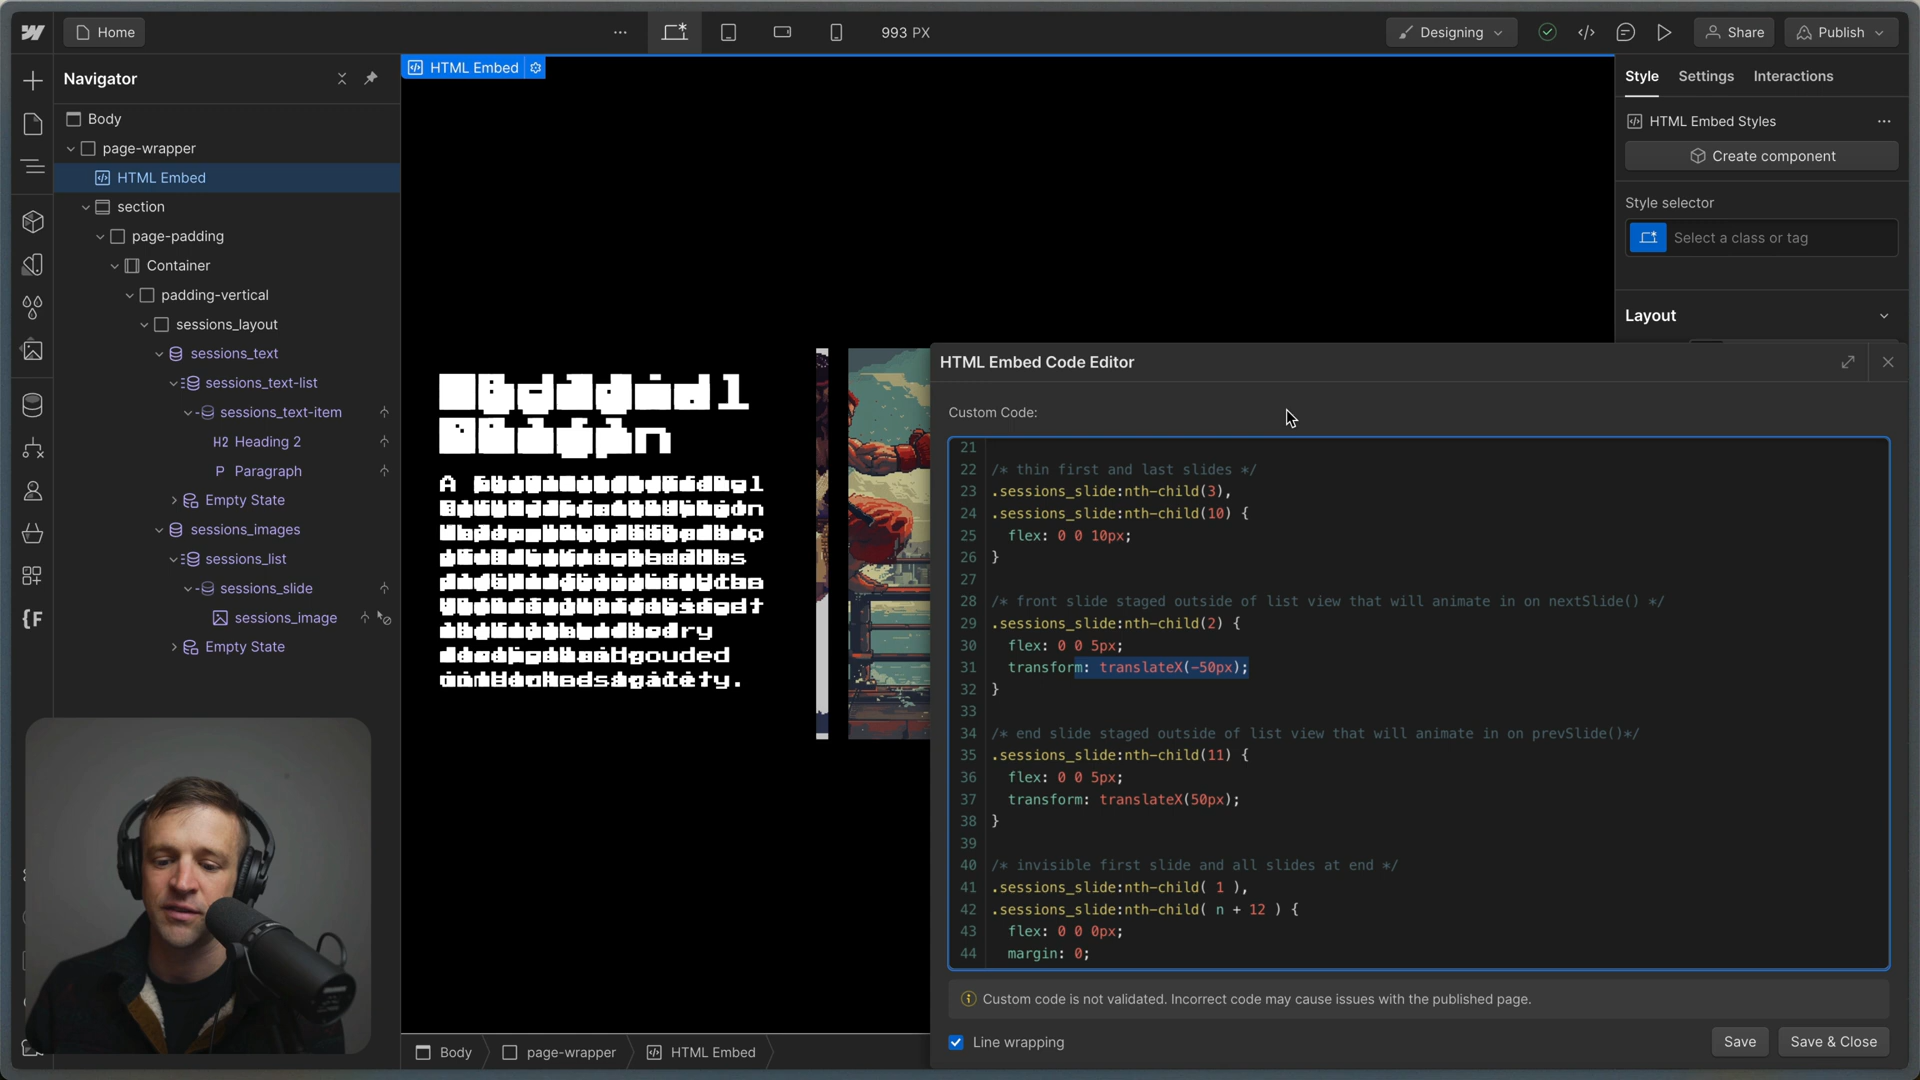 Home
...
993 PX
Designing
Share
Publish
Navigator
Body
page-wrapper
HTML Embed
section
page-padding
Container
padding-vertical
sessions_layout
sessions_text
sessions_text-list
sessions_text-item
H2 Heading 2
P Paragraph
Empty State
sessions_images
sessions_list
sessions_slide
sessions_image
Empty State
HTML Embed
Style Settings Interactions
HTML Embed Styles
Create component
Style selector
Select a class or tag
Layout
HTML Embed Code Editor
Custom Code:
21
22 /* thin first and last slides */
23 .sessions_slide:nth-child(3),
24 .sessions_slide:nth-child(10) {
25 flex: 0 0 10px;
26 }
27
28 /* front slide staged outside of list view that will animate in on nextSlide() */
29 .sessions_slide:nth-child(2) {
30 flex: 0 0 5px;
31 transform: translateX(-50px);
32 }
33
34 /* end slide staged outside of list view that will animate in on prevSlide()*/
35 .sessions_slide:nth-child(11) {
36 flex: 0 0 5px;
37 transform: translateX(50px);
38 }
39
40 /* invisible first slide and all slides at end */
41 .sessions_slide:nth-child( 1 ),
42 .sessions_slide:nth-child( n + 12 ) {
43 flex: 0 0 0px;
44 margin: 0;
Custom code is not validated. Incorrect code may cause issues with the published page.
Line wrapping
Save
Save & Close
Body page-wrapper HTML Embed